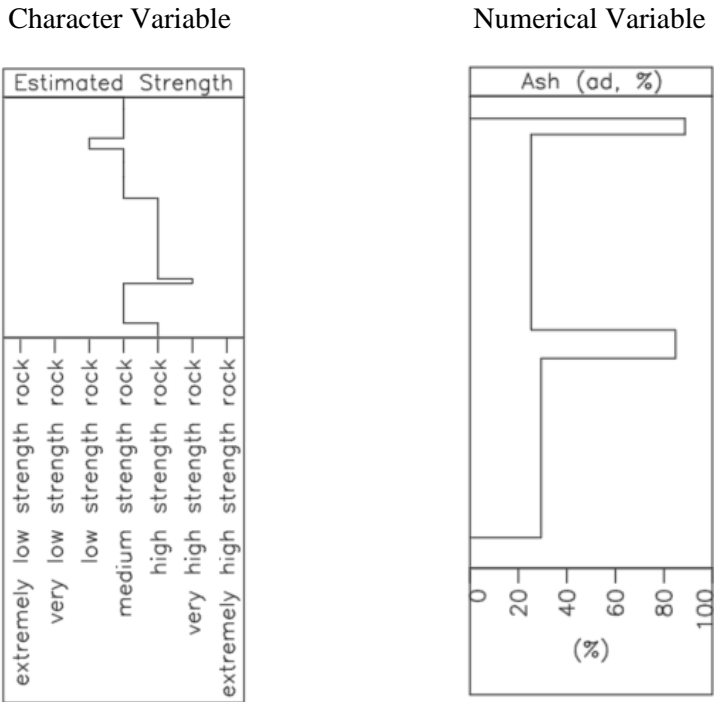 Character Variable
Numerical Variable
Estimated Strength
extremely low strength rock
very low strength rock
low strength rock
medium strength rock
high strength rock
very high strength rock
extremely high strength rock
Ash (ad, %)
0
20
40
60
80
100
(%)